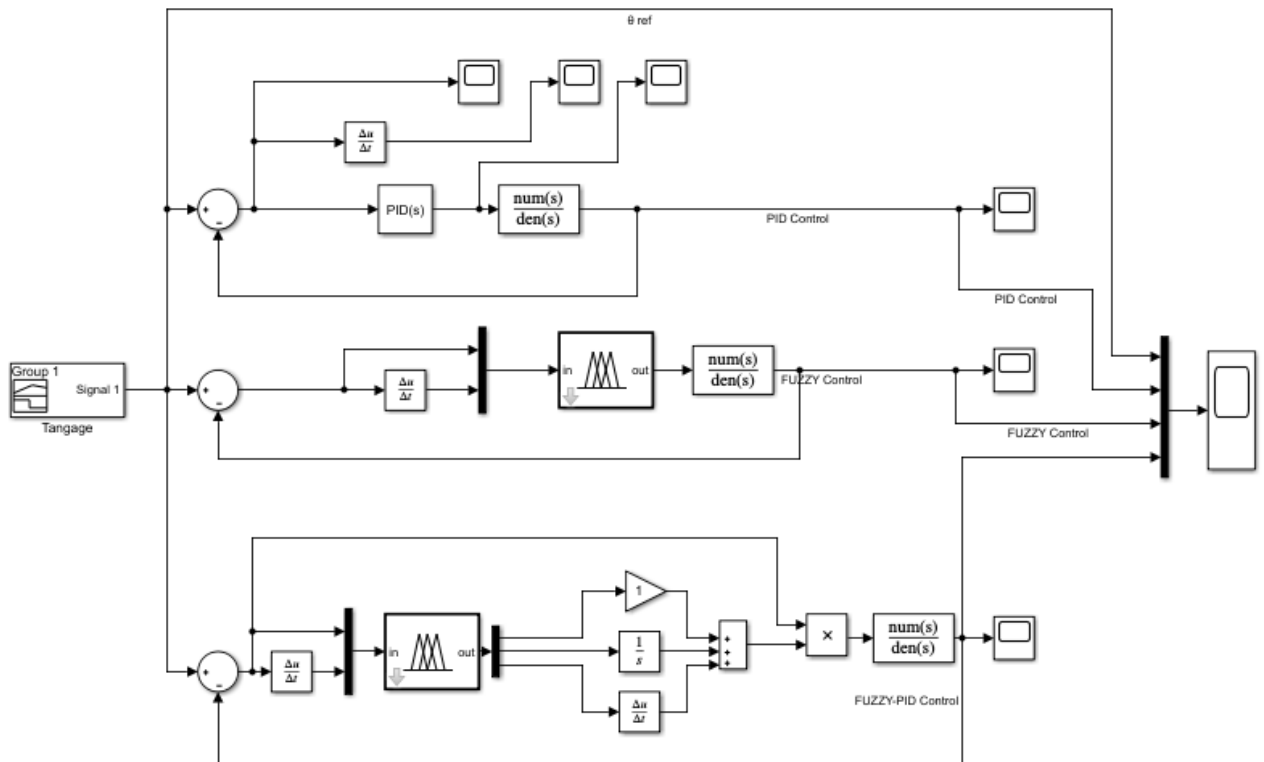 θ ref
Δu
Δt
+
−
PID(s)
num(s)
den(s)
PID Control
PID Control
Group 1
Signal 1
Tangage
+
−
Δu
Δt
in
out
num(s)
den(s)
FUZZY Control
FUZZY Control
+
−
Δu
Δt
in
out
1
1
s
Δu
Δt
+
+
+
×
num(s)
den(s)
FUZZY-PID Control